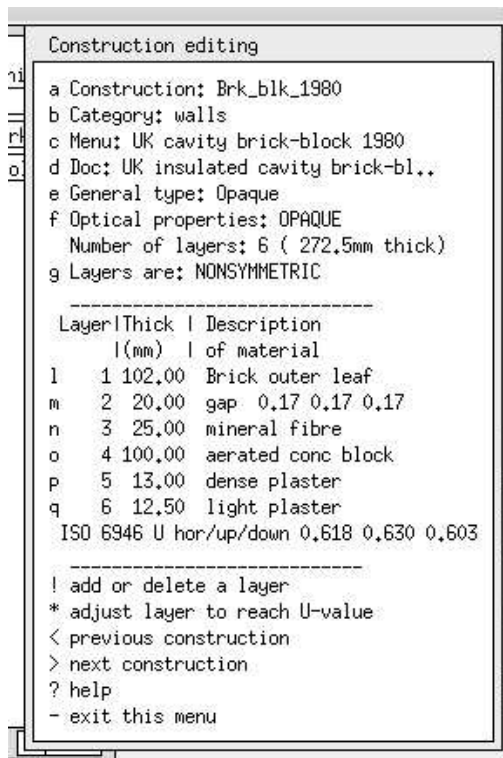 Construction editing
a Construction: Brk_blk_1980
b Category: walls
c Menu: UK cavity brick-block 1980
d Doc: UK insulated cavity brick-bl..
e General type: Opaque
f Optical properties: OPAQUE
Number of layers: 6 ( 272.5mm thick)
g Layers are: NONSYMMETRIC
Layer|Thick | Description
|(mm) | of material
l 1 102.00 Brick outer leaf
m 2 20.00 gap 0.17 0.17 0.17
n 3 25.00 mineral fibre
o 4 100.00 aerated conc block
p 5 13.00 dense plaster
q 6 12.50 light plaster
ISO 6946 U hor/up/down 0.618 0.630 0.603
! add or delete a layer
* adjust layer to reach U-value
< previous construction
> next construction
? help
- exit this menu